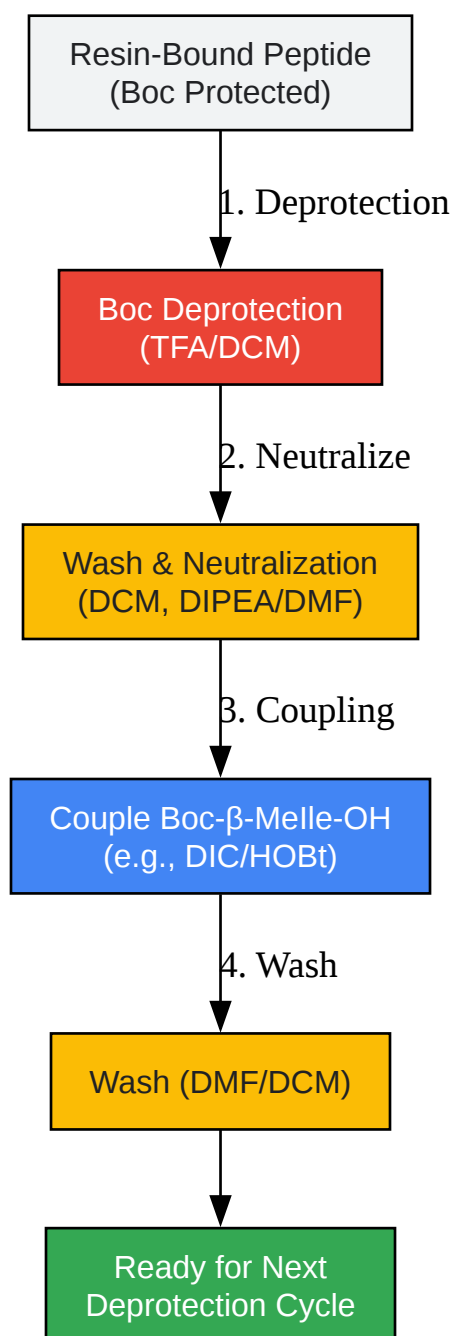 Resin-Bound Peptide
(Boc Protected)
1. Deprotection
Boc Deprotection
(TFA/DCM)
2. Neutralize
Wash & Neutralization
(DCM, DIPEA/DMF)
3. Coupling
Couple Boc-β-MeIle-OH
(e.g., DIC/HOBt)
4. Wash
Wash (DMF/DCM)
Ready for Next
Deprotection Cycle